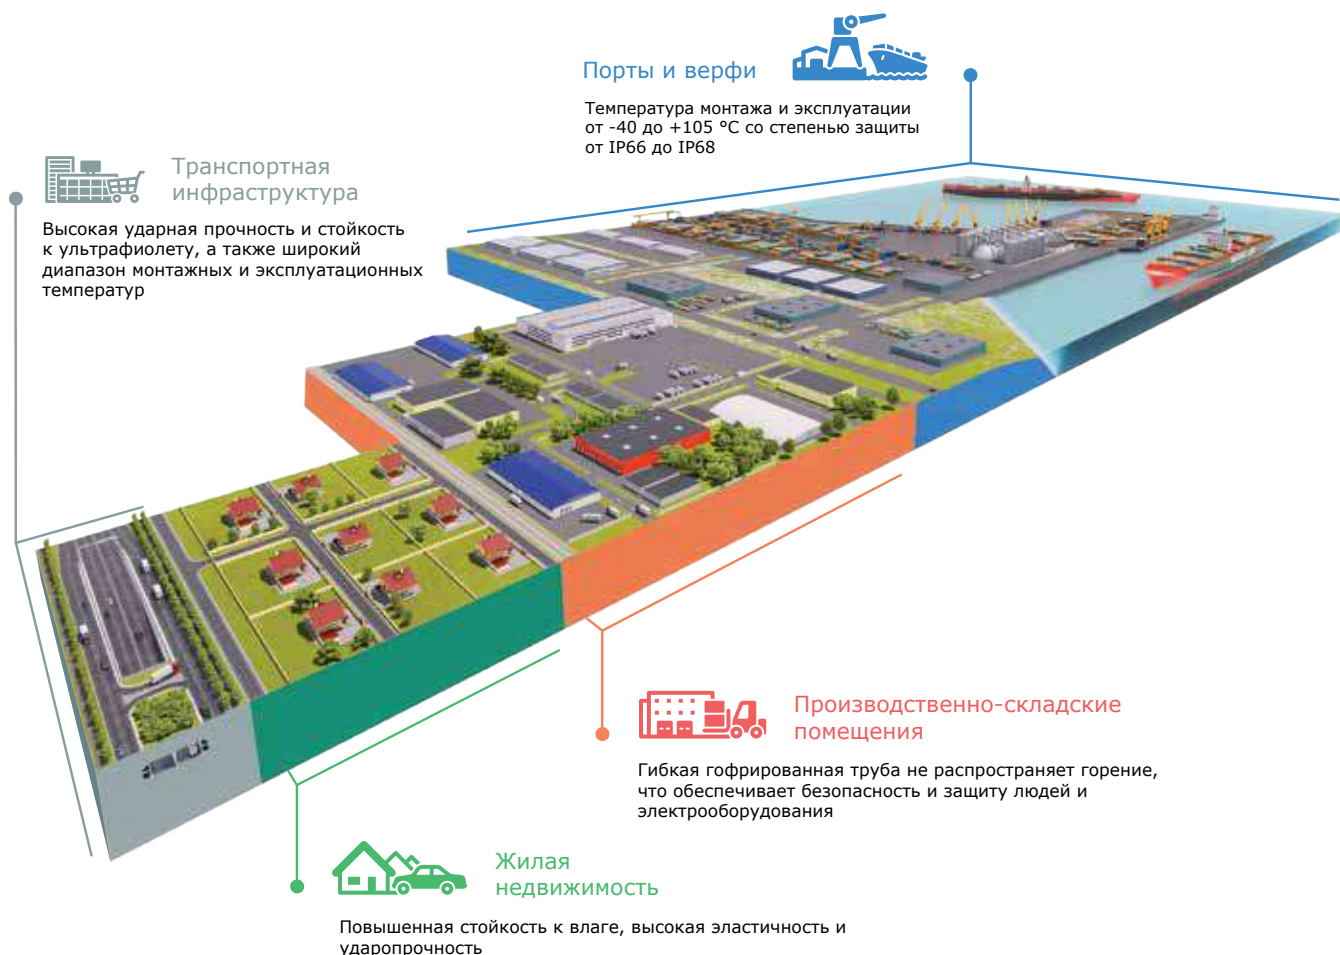 Порты и верфи
Температура монтажа и эксплуатации
от -40 до +105 °С со степенью защиты
от IP66 до IP68
Транспортная
инфраструктура
Высокая ударная прочность и стойкость
к ультрафиолету, а также широкий
диапазон монтажных и эксплуатационных
температур
Производственно-складские
помещения
Гибкая гофрированная труба не распространяет горение,
что обеспечивает безопасность и защиту людей и
электрооборудования
Жилая
недвижимость
Повышенная стойкость к влаге, высокая эластичность и
ударопрочность